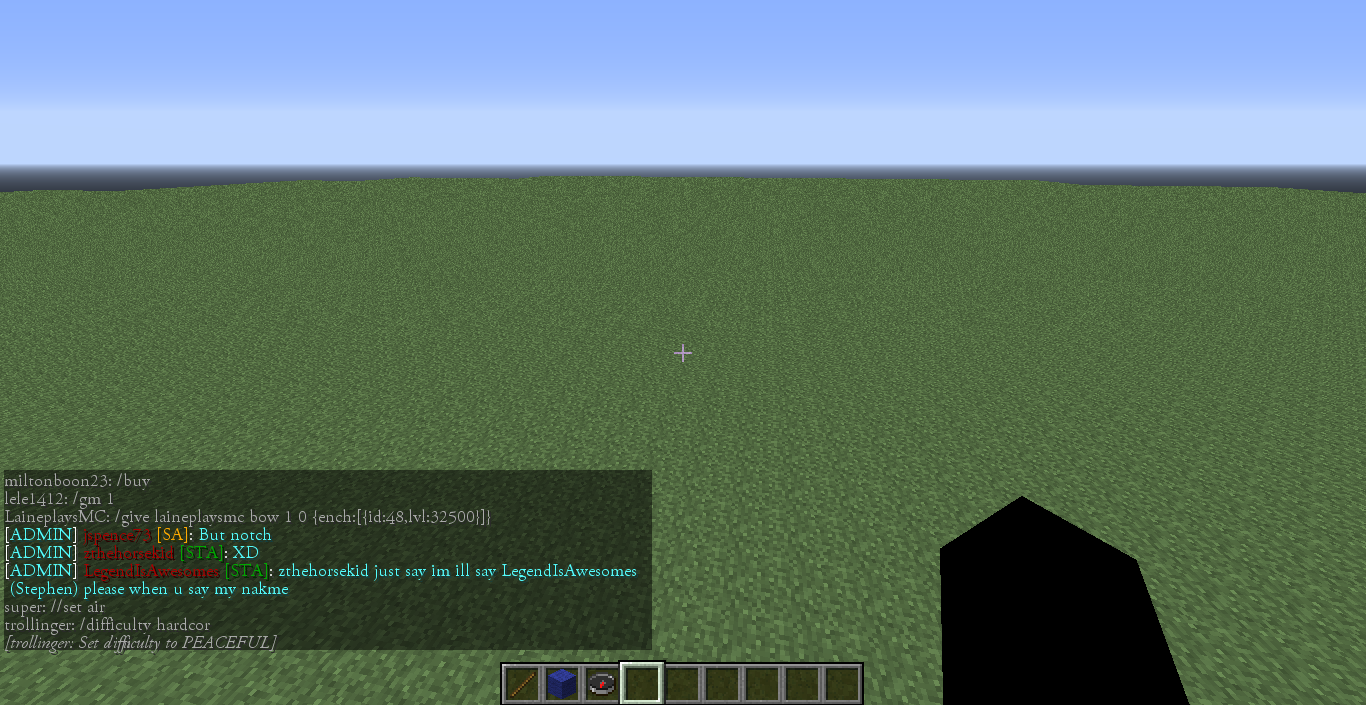 miltonboon23: /buy
lele1412: /gm 1
LaineplaysMC: /give laineplaysmc bow 1 0 {ench:[{id:48,lvl:32500}]}
[ADMIN] jspence73 [SA]: But notch
[ADMIN] zthehorsekid [STA]: XD
[ADMIN] LegendIsAwesomes [STA]: zthehorsekid just say im ill say LegendIsAwesomes
(Stephen) please when u say my nakme
super: //set air
trollinger: /difficulty hardcor
[trollinger: Set difficulty to PEACEFUL]